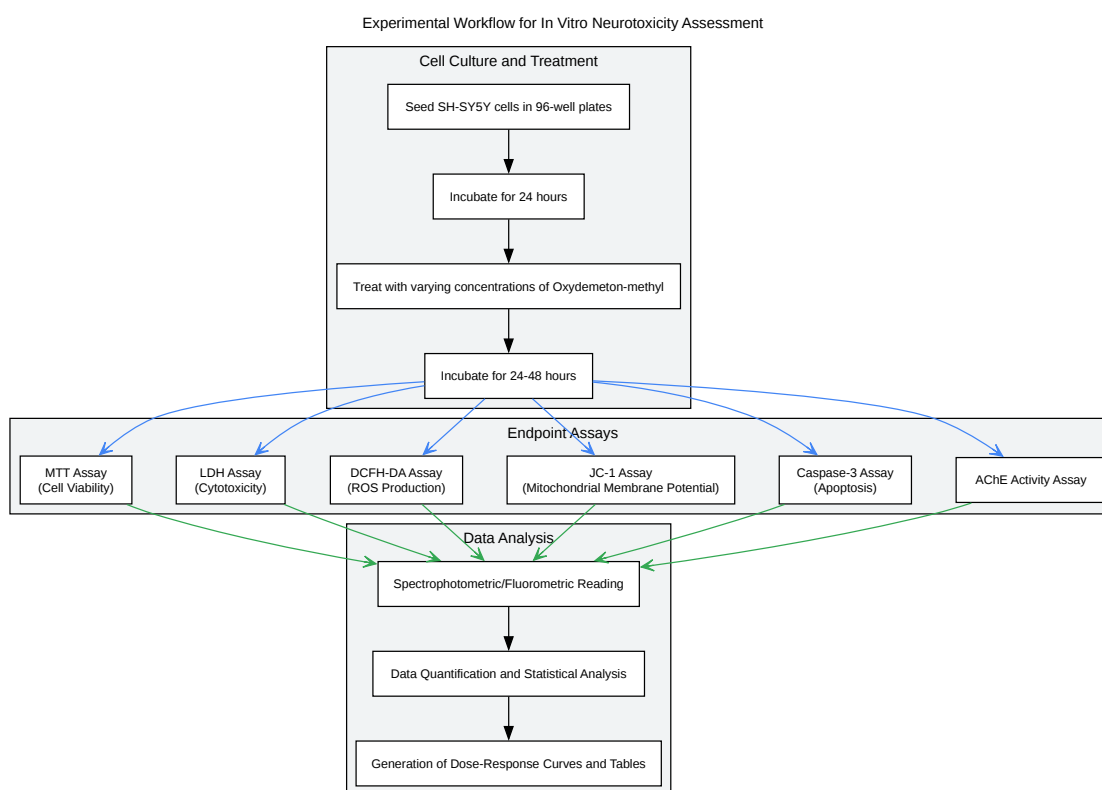 Experimental Workflow for In Vitro Neurotoxicity Assessment
Cell Culture and Treatment
Seed SH-SY5Y cells in 96-well plates
Incubate for 24 hours
Treat with varying concentrations of Oxydemeton-methyl
Incubate for 24-48 hours
Endpoint Assays
MTT Assay
(Cell Viability)
LDH Assay
(Cytotoxicity)
DCFH-DA Assay
(ROS Production)
JC-1 Assay
(Mitochondrial Membrane Potential)
Caspase-3 Assay
(Apoptosis)
AChE Activity Assay
Data Analysis
Spectrophotometric/Fluorometric Reading
Data Quantification and Statistical Analysis
Generation of Dose-Response Curves and Tables